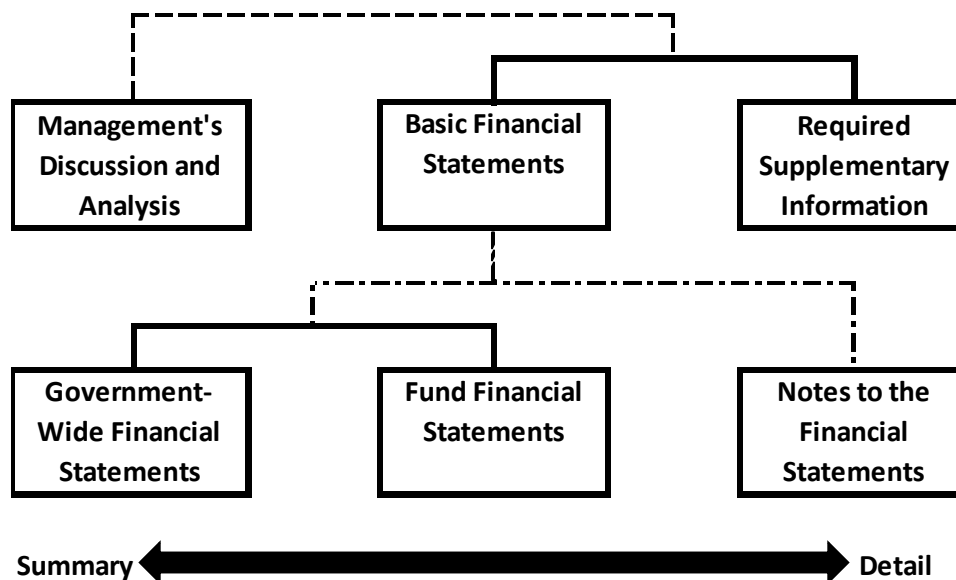 Management's
Discussion and
Analysis
Basic Financial
Statements
Required
Supplementary
Information
Government-
Wide Financial
Statements
Fund Financial
Statements
Notes to the
Financial
Statements
Summary
Detail